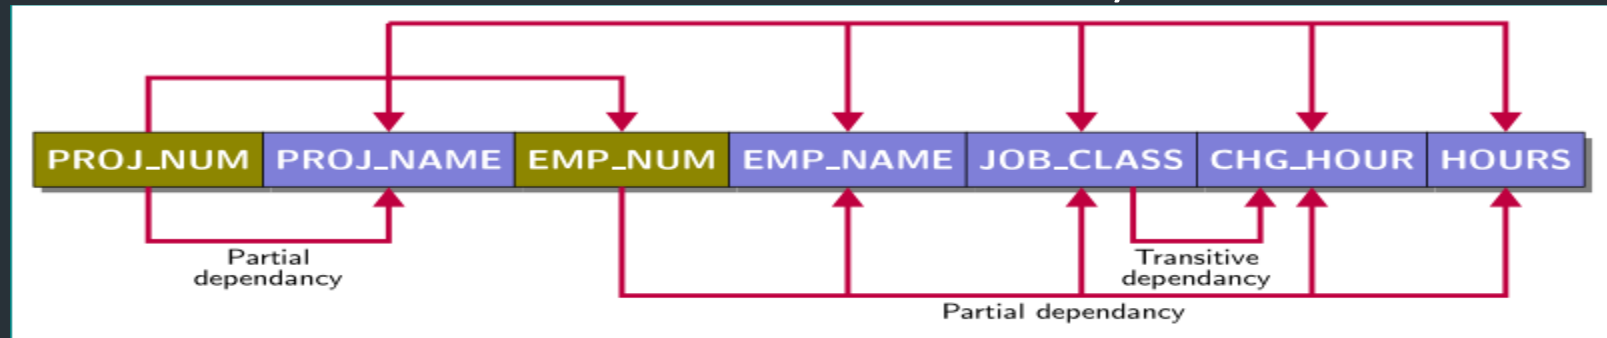 PROJ_NUM PROJ_NAME EMP_NUM EMP_NAME JOB_CLASS CHG_HOUR HOURS
Partial
dependancy
Transitive
dependancy
Partial dependancy